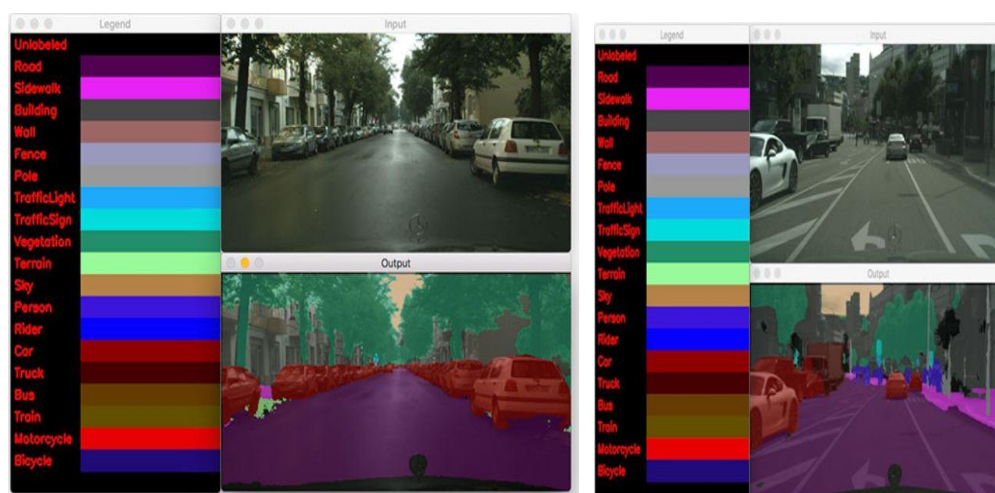 Legend
Unlabeled
Road
Sidewalk
Building
Wall
Fence
Pole
TrafficLight
TrafficSign
Vegetation
Terrain
Sky
Person
Rider
Car
Truck
Bus
Train
Motorcycle
Bicycle
Input
Output
Legend
Unlabeled
Road
Sidewalk
Building
Wall
Fence
Pole
TrafficLight
TrafficSign
Vegetation
Terrain
Sky
Person
Rider
Car
Truck
Bus
Train
Motorcycle
Bicycle
Input
Output